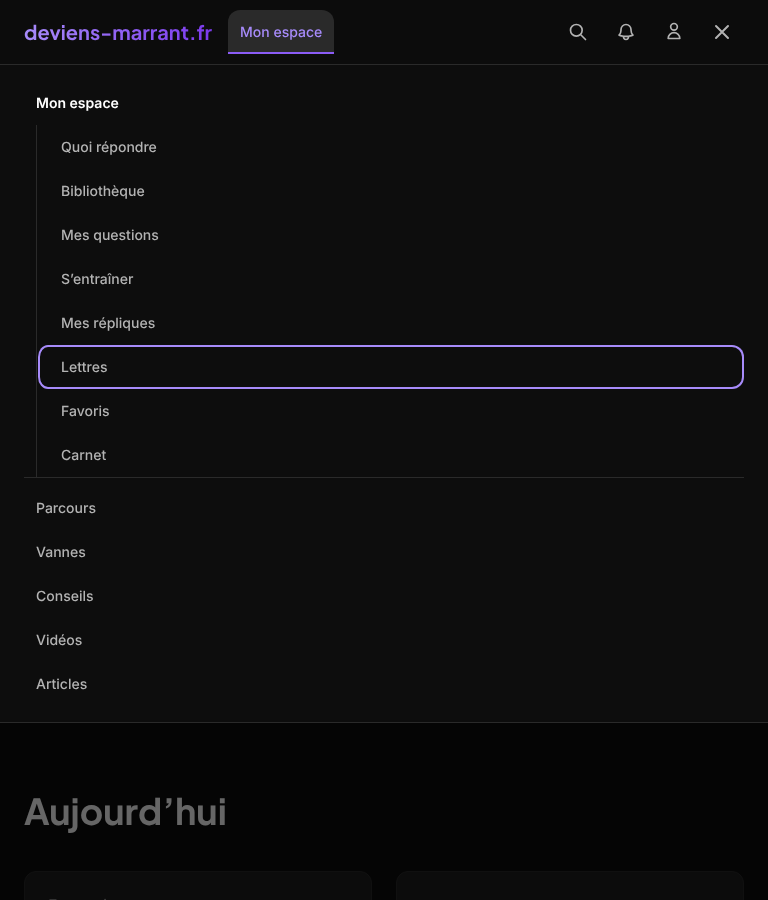 deviens-marrant.fr
Mon espace
Mon espace
Quoi répondre
Bibliothèque
Mes questions
S’entraîner
Mes répliques
Lettres
Favoris
Carnet
Parcours
Vannes
Conseils
Vidéos
Articles
Aujourd’hui